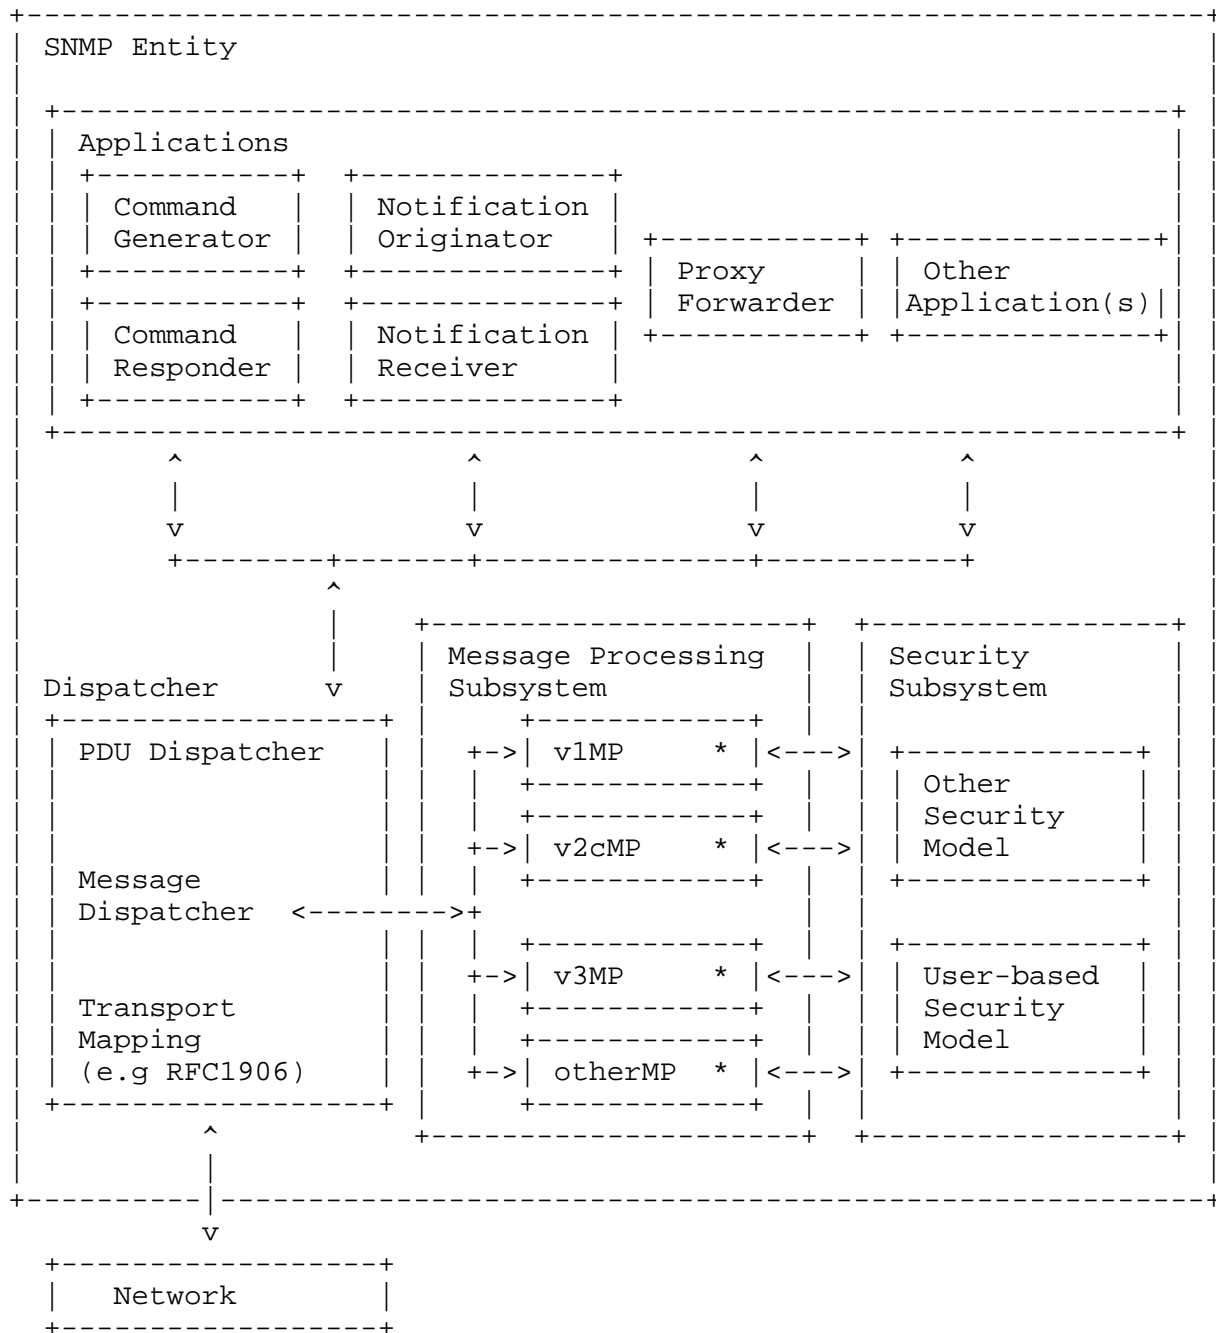 SNMP Entity
Applications
Command Notification
Generator Originator
Proxy Other
Forwarder Application(s)
Command Notification
Responder Receiver
Message Processing Security
Dispatcher Subsystem Subsystem
PDU Dispatcher v1MP *
Other
Security
v2cMP * Model
Message
Dispatcher
v3MP * User-based
Transport Security
Mapping Model
(e.g RFC1906) otherMP *
Network